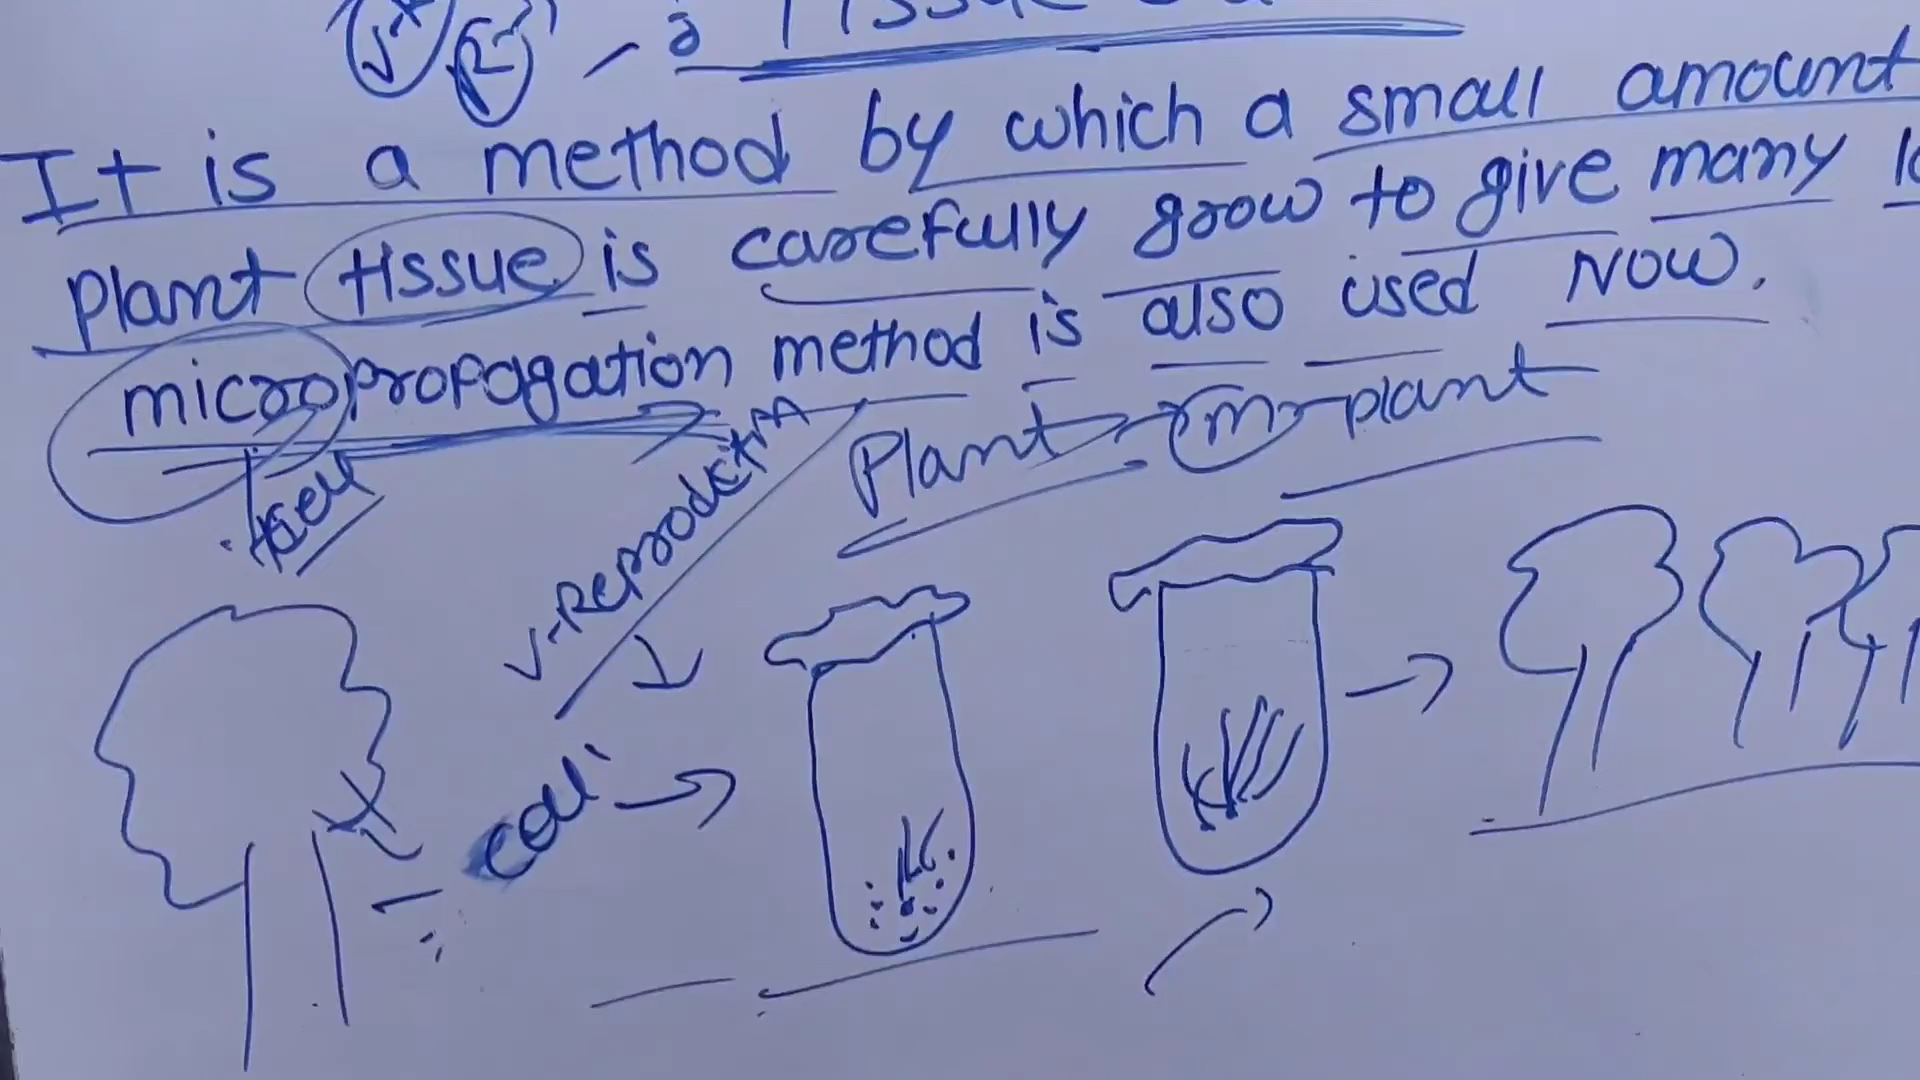 Tissue
It is a method by which a small amount
Plant tissue is carefully grow to give many
micropropagation method is also used Now.
Plant → m → plant
V-Reproduction
cell